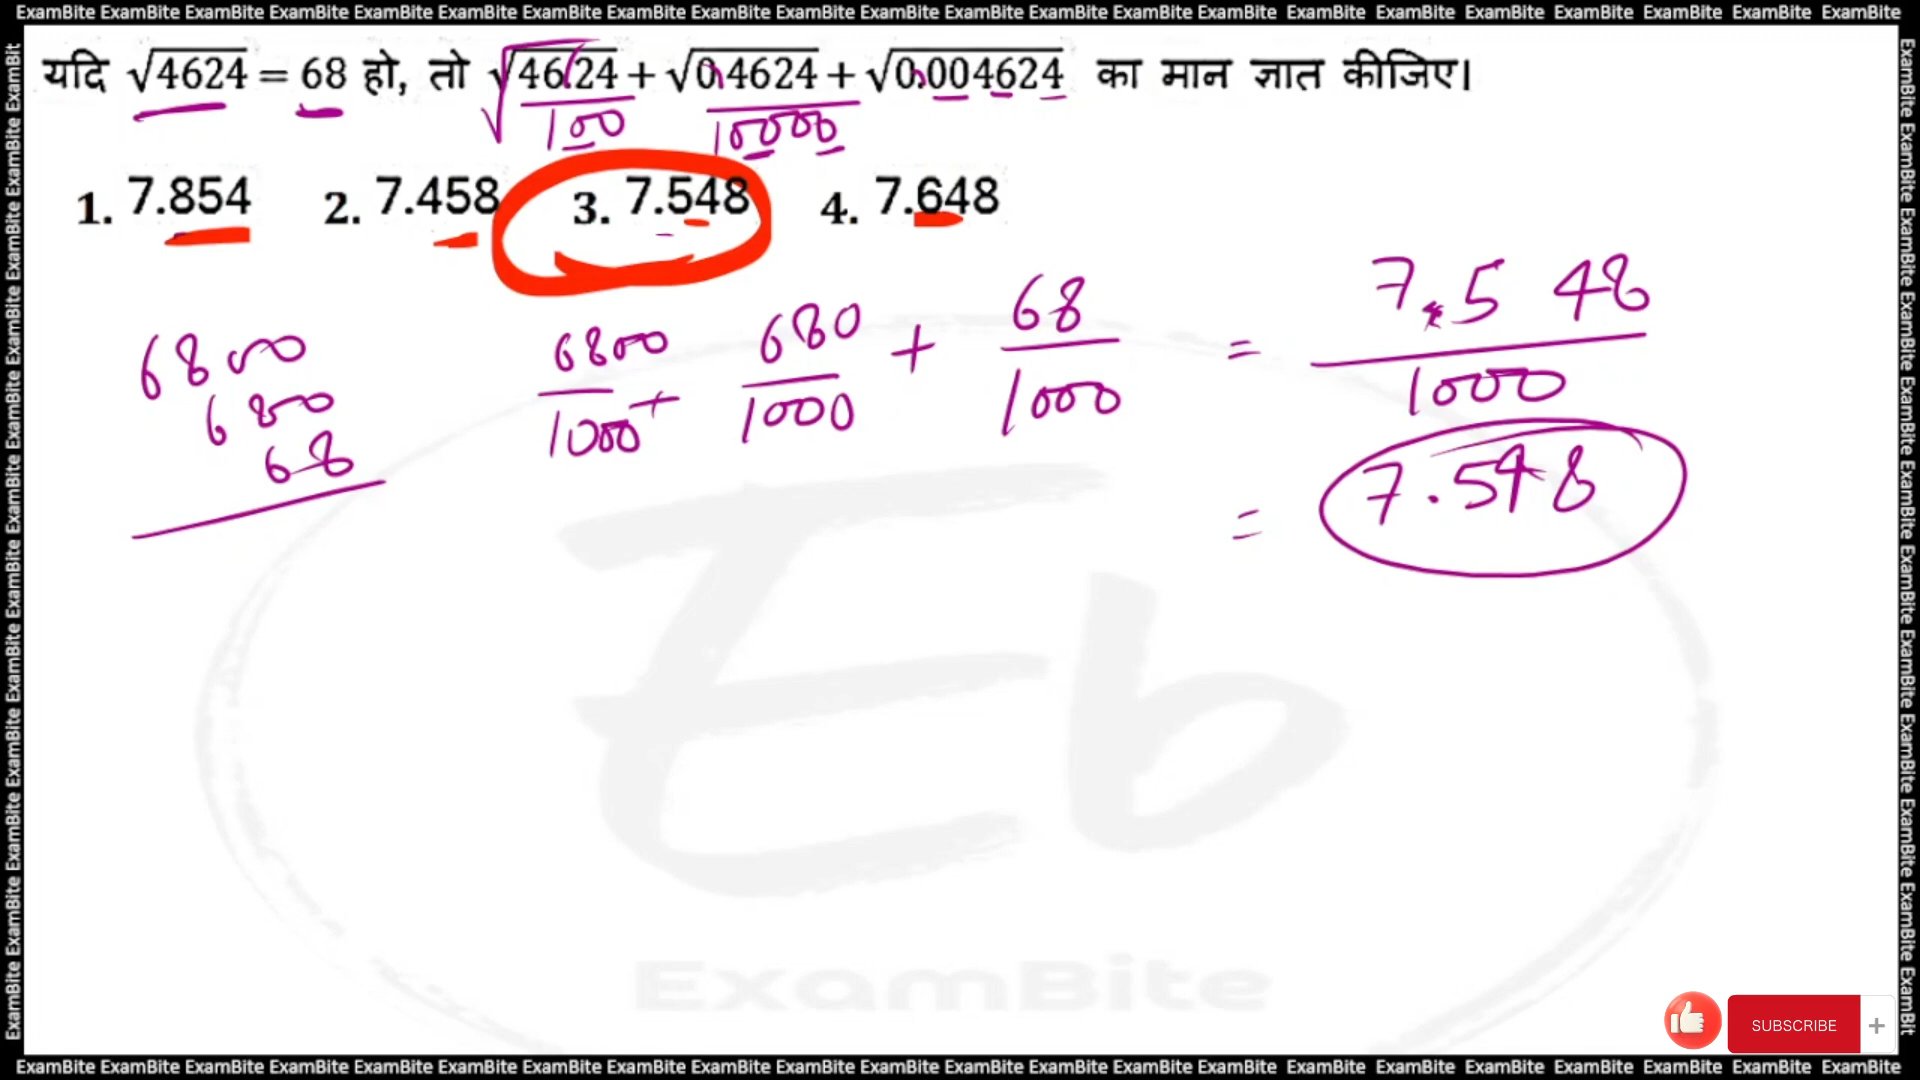 ExamBite ExamBite ExamBite ExamBite ExamBite ExamBite ExamBite ExamBite ExamBite ExamBite ExamBite ExamBite ExamBite ExamBite ExamBite ExamBite ExamBite ExamBite ExamBite ExamBite ExamBite ExamBite
यदि √4624 = 68 हो, तो √46.24 + √0.4624 + √0.004624 का मान ज्ञात कीजिए।
100 10000
1. 7.854 2. 7.458 3. 7.548 4. 7.648
6800
680
68
6800/1000 + 680/1000 + 68/1000 = 7.548/1000
= 7.548
Eb
ExamBite
SUBSCRIBE +
ExamBite ExamBite ExamBite ExamBite ExamBite ExamBite ExamBite ExamBite ExamBite ExamBite ExamBite ExamBite ExamBite ExamBite ExamBite ExamBite ExamBite ExamBite ExamBite ExamBite ExamBite ExamBite